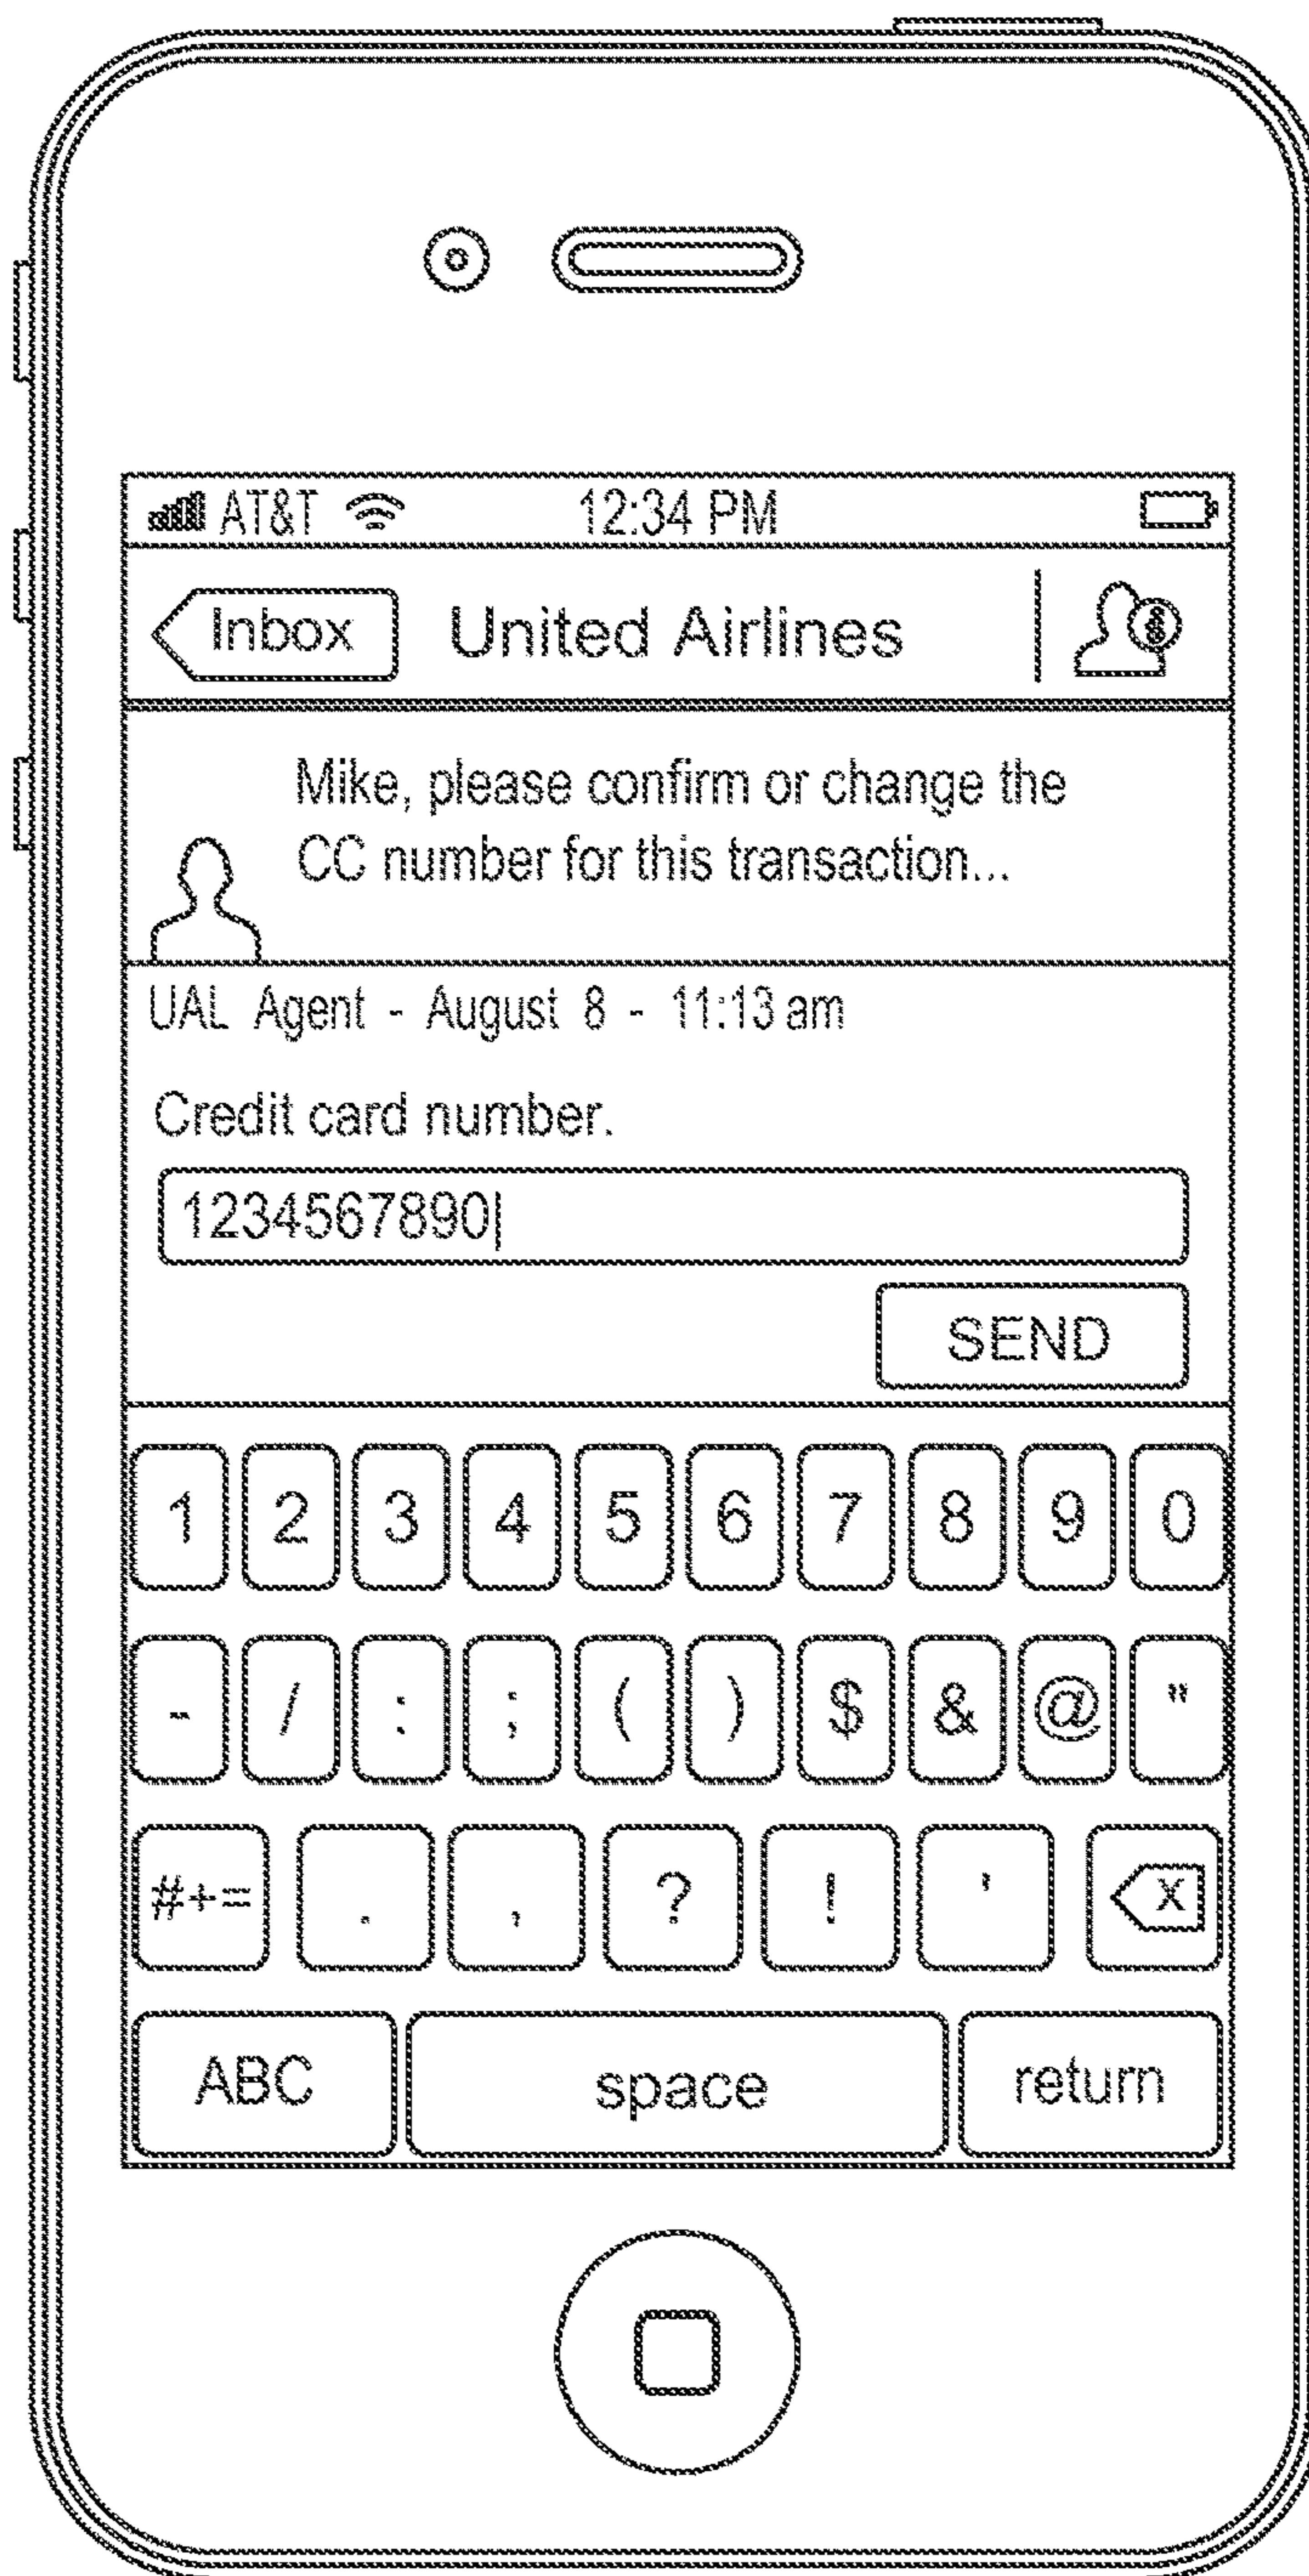 AT&T 12:34 PM
Inbox United Airlines
Mike, please confirm or change the
CC number for this transaction...
UAL Agent - August 8 - 11:13 am
Credit card number.
1234567890
SEND
1 2 3 4 5 6 7 8 9 0
- / : ; ( ) $ & @ "
#+= . , ? ! ' X
ABC space return